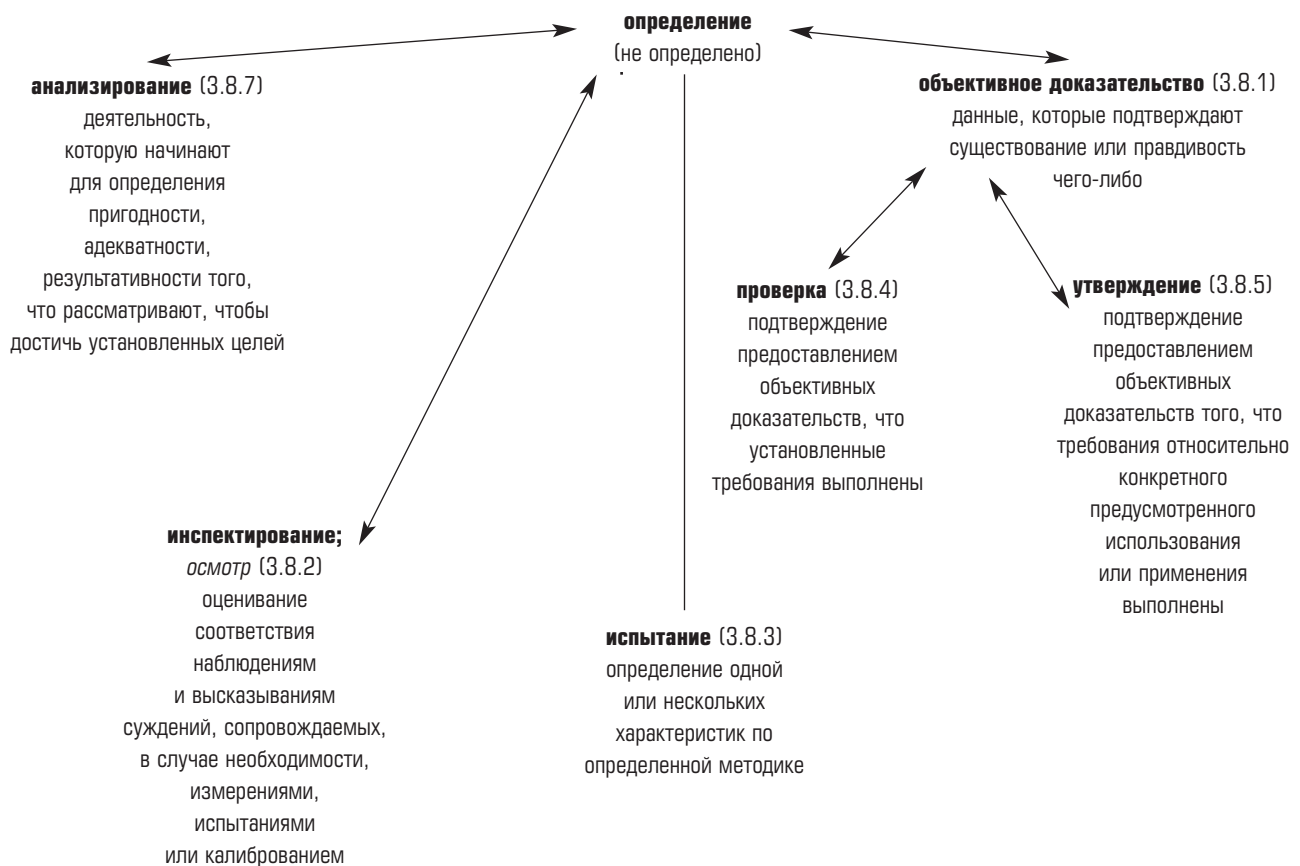 определение
(не определено)
анализирование (3.8.7)
деятельность,
которую начинают
для определения
пригодности,
адекватности,
результативности того,
что рассматривают, чтобы
достичь установленных целей
объективное доказательство (3.8.1)
данные, которые подтверждают
существование или правдивость
чего-либо
проверка (3.8.4)
подтверждение
предоставлением
объективных
доказательств, что
установленные
требования выполнены
утверждение (3.8.5)
подтверждение
предоставлением
объективных
доказательств того, что
требования относительно
конкретного
предусмотренного
использования
или применения
выполнены
инспектирование;
осмотр (3.8.2)
оценивание
соответствия
наблюдениям
и высказываниям
суждений, сопровождаемых,
в случае необходимости,
измерениями,
испытаниями
или калиброванием
испытание (3.8.3)
определение одной
или нескольких
характеристик по
определенной методике